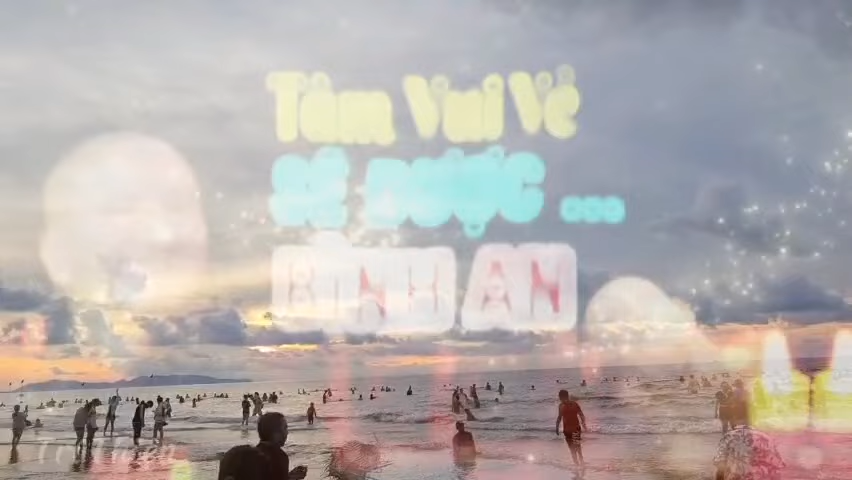 Tâm Vui Vẻ
SẼ ĐƯỢC ...
BÌNH AN